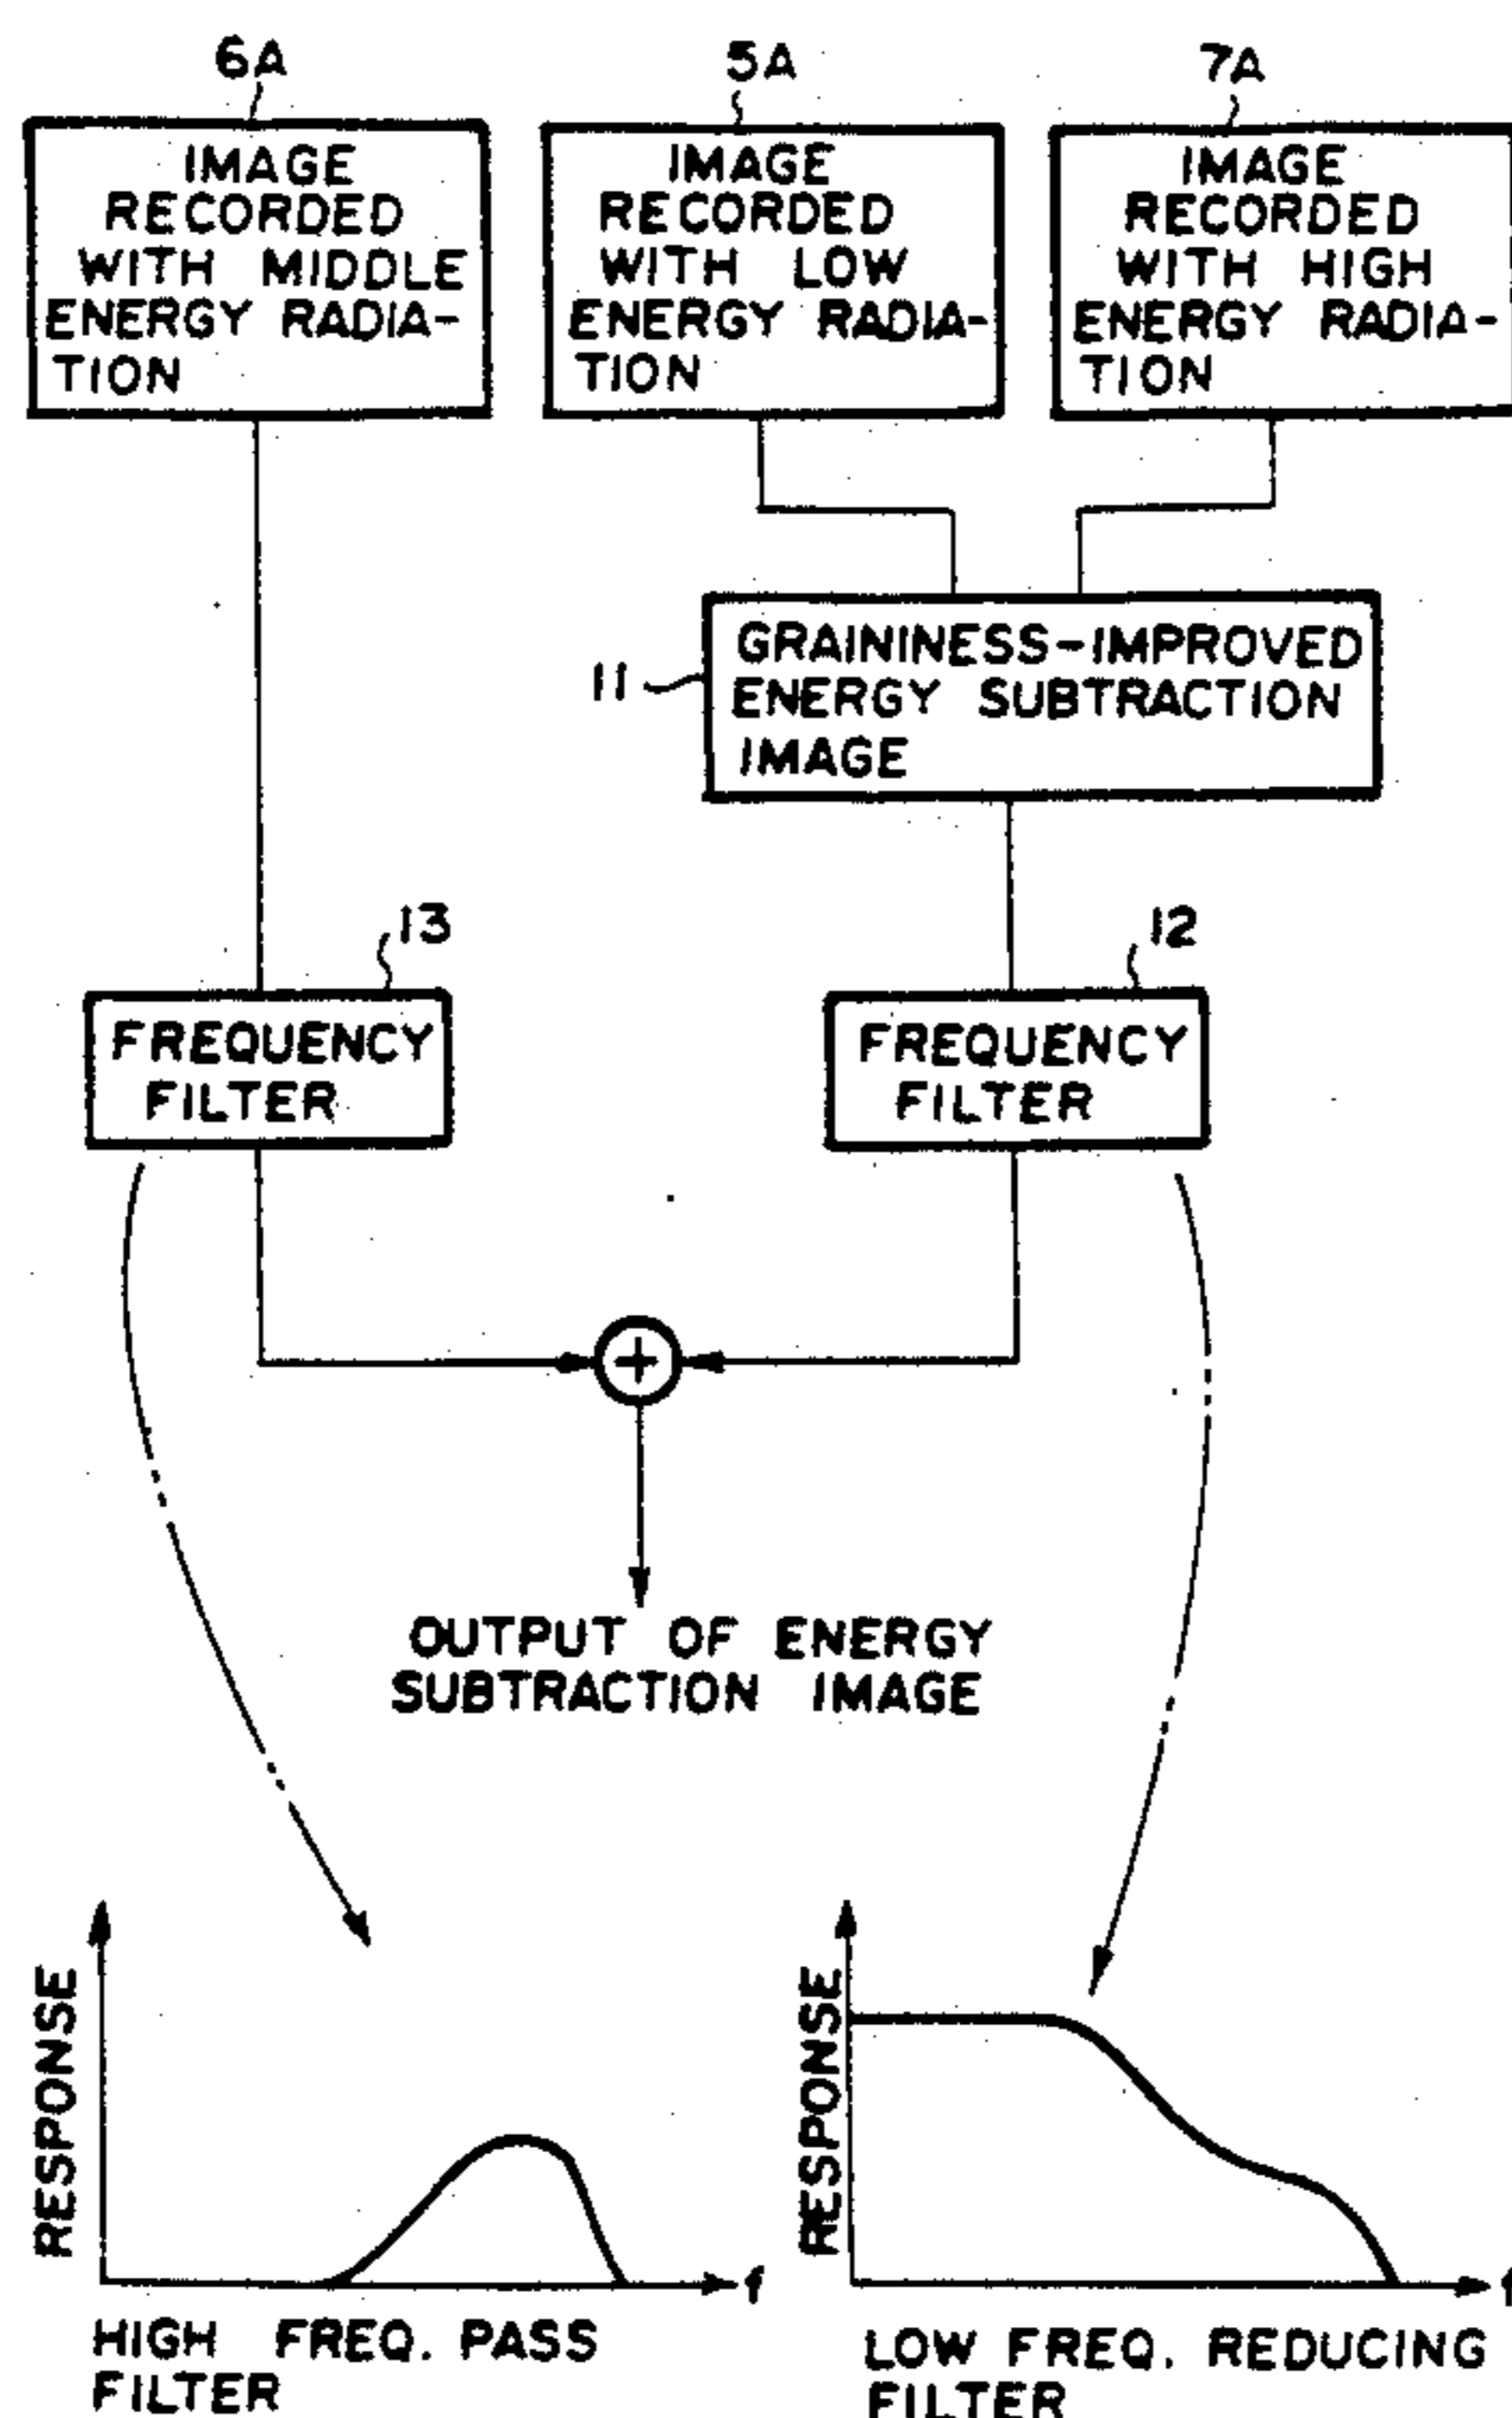 6A
5A
7A
IMAGE
RECORDED
WITH MIDDLE
ENERGY RADIA-
TION
IMAGE
RECORDED
WITH LOW
ENERGY RADIA-
TION
IMAGE
RECORDED
WITH HIGH
ENERGY RADIA-
TION
11
GRAININESS-IMPROVED
ENERGY SUBTRACTION
IMAGE
13
12
FREQUENCY
FILTER
FREQUENCY
FILTER
+
OUTPUT OF ENERGY
SUBTRACTION IMAGE
RESPONSE
f
HIGH FREQ. PASS
FILTER
RESPONSE
f
LOW FREQ. REDUCING
FILTER